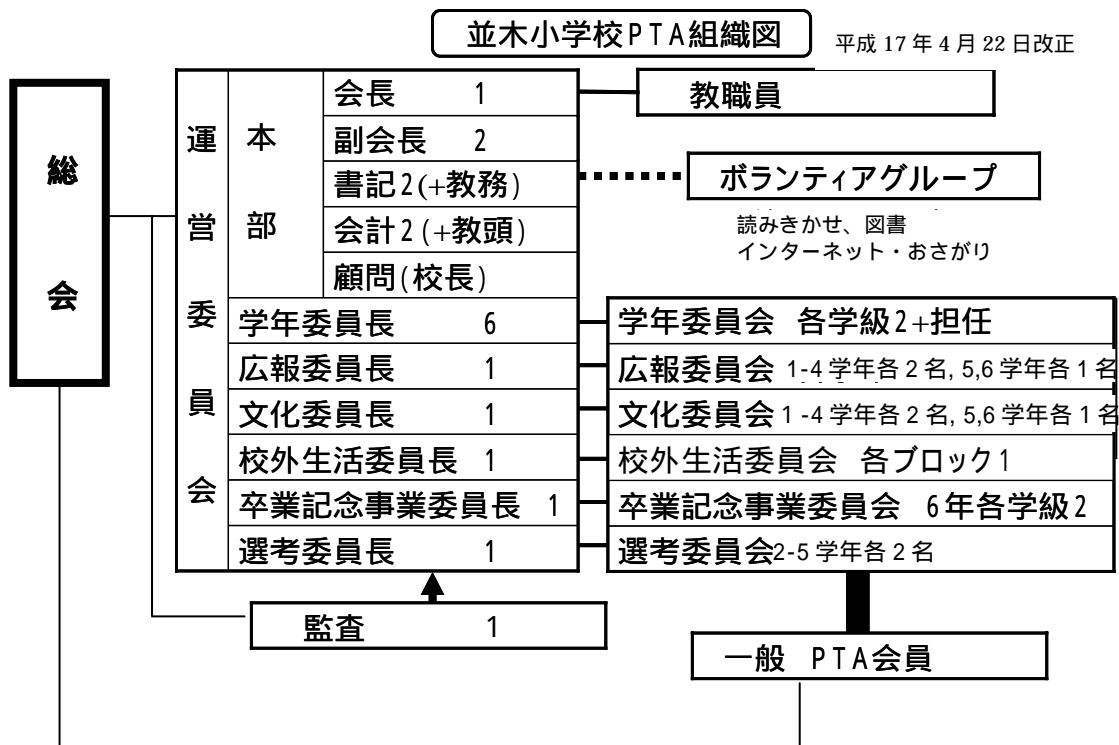 並木小学校PTA組織図
平成 17 年 4 月 22 日改正
総会
運営委員会
本部
会長 1
副会長 2
書記2(+教務)
会計2(+教頭)
顧問(校長)
教職員
ボランティアグループ
読みきかせ、図書
インターネット・おさがり
学年委員長 6
学年委員会 各学級2+担任
広報委員長 1
広報委員会 1-4 学年各 2 名, 5,6 学年各 1 名
文化委員長 1
文化委員会 1-4 学年各 2 名, 5,6 学年各 1 名
校外生活委員長 1
校外生活委員会 各ブロック1
卒業記念事業委員長 1
卒業記念事業委員会 6年各学級2
選考委員長 1
選考委員会2-5 学年各 2 名
監査 1
一般 PTA会員